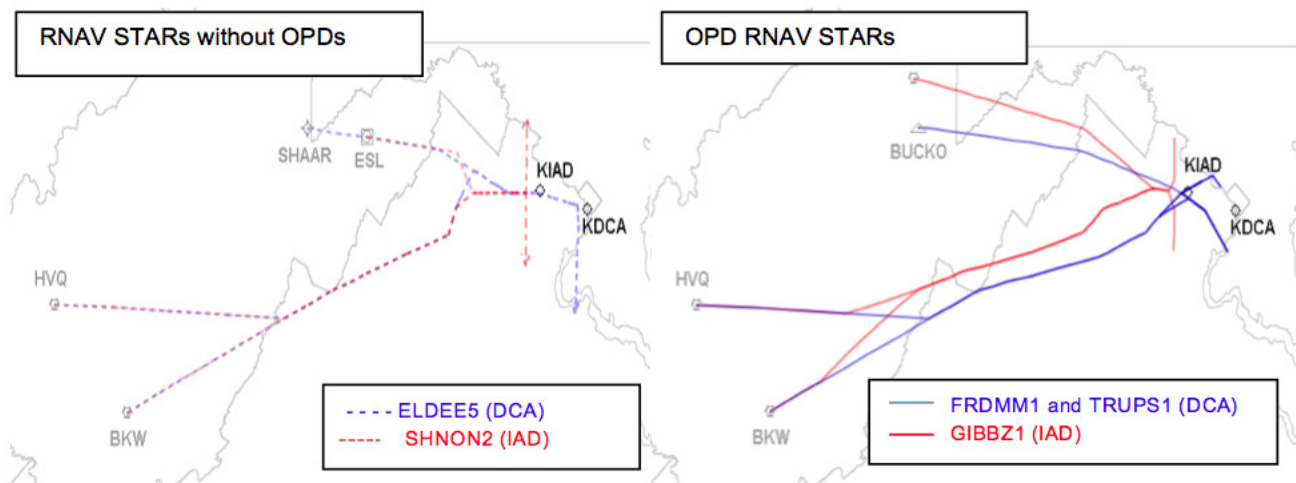 RNAV STARs without OPDs
SHAAR
ESL
KIAD
KDCA
HVQ
BKW
ELDEE5 (DCA)
SHNON2 (IAD)
OPD RNAV STARs
BUCKO
KIAD
KDCA
HVQ
BKW
FRDMM1 and TRUPS1 (DCA)
GIBBZ1 (IAD)